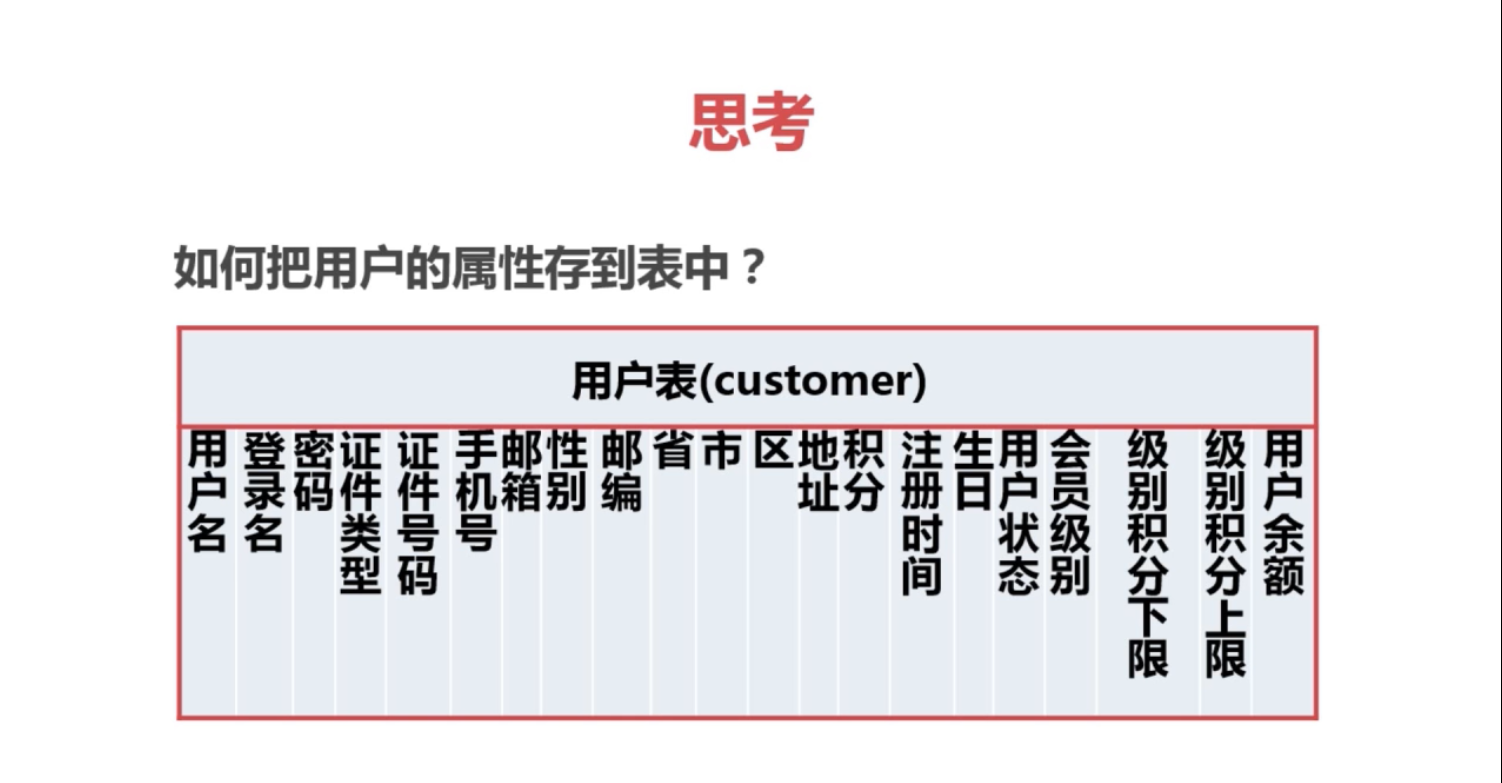 思考
如何把用户的属性存到表中？
用户表(customer)
用户名
登录名
密码
证件类型
证件号码
手机号
邮箱
性别
邮编
省
市
区
地址
积分
注册时间
生日
用户状态
会员级别
级别积分下限
级别积分上限
用户余额